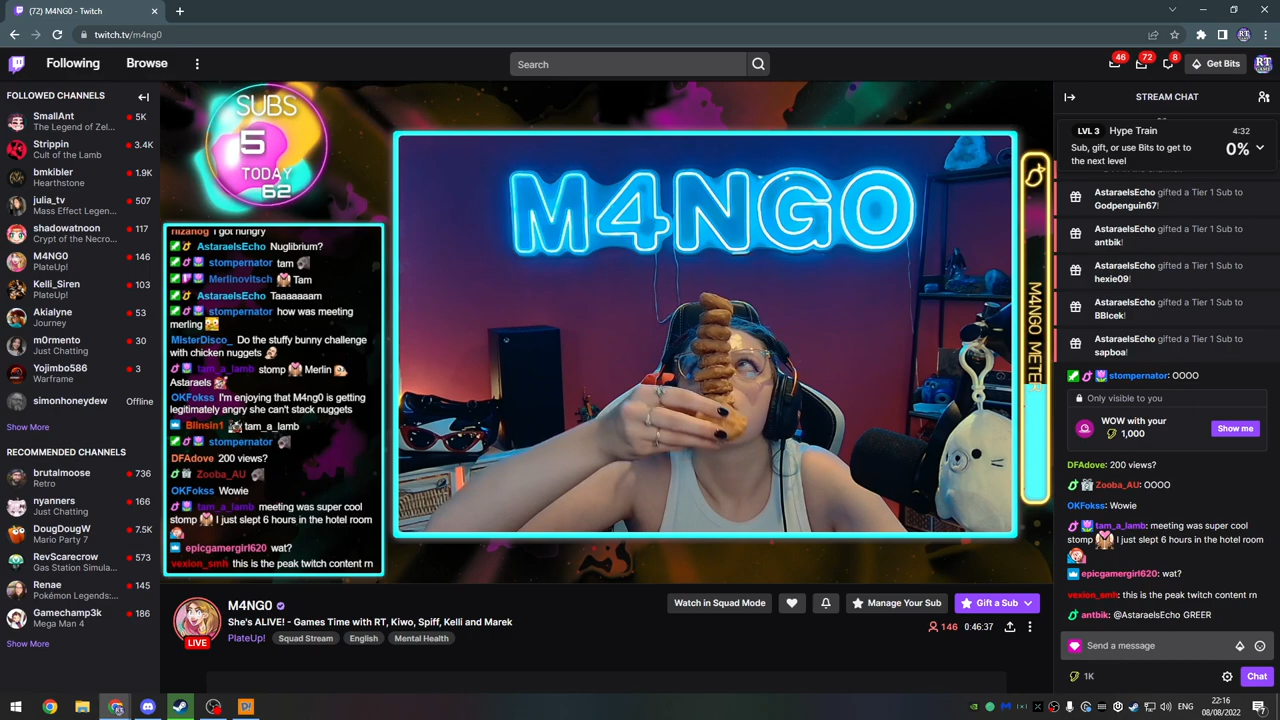 (72) M4NG0 - Twitch
twitch.tv/m4ng0
Following
Browse
Search
46
72
8
Get Bits
FOLLOWED CHANNELS
SmallAnt
5K
The Legend of Zel...
Strippin
3.4K
Cult of the Lamb
bmkibler
1.9K
Hearthstone
julia_tv
507
Mass Effect Legen...
shadowatnoon
117
Crypt of the Necro...
M4NG0
146
PlateUp!
Kelli_Siren
103
PlateUp!
Akialyne
53
Journey
m0rmento
30
Just Chatting
Yojimbo586
3
Warframe
simonhoneydew
Offline
Show More
RECOMMENDED CHANNELS
brutalmoose
736
Retro
nyanners
166
Just Chatting
DougDougW
7.5K
Mario Party 7
RevScarecrow
573
Gas Station Simula...
Renae
145
Pokémon Legends:...
Gamechamp3k
186
Mega Man 4
Show More
SUBS
5
TODAY
62
nizanog I got hungry
AstaraelsEcho Nuglibrium?
stompernator tam
Merlinovitsch Tam
AstaraelsEcho Taaaaaaam
stompernator how was meeting
merling
MisterDisco_ Do the stuffy bunny challenge
with chicken nuggets
tam_a_lamb stomp Merlin
Astaraels
OKFokss I'm enjoying that M4ng0 is getting
legitimately angry she can't stack nuggets
Blinsin1 tam_a_lamb
stompernator
DFAdove 200 views?
Zooba_AU
OKFokss Wowie
tam_a_lamb meeting was super cool
stomp I just slept 6 hours in the hotel room
epicgamergirl620 wat?
vexion_smh this is the peak twitch content rn
M4NGO
M4NGO METER
M4NG0
LIVE
She's ALIVE! - Games Time with RT, Kiwo, Spiff, Kelli and Marek
PlateUp!
Squad Stream
English
Mental Health
Watch in Squad Mode
Manage Your Sub
Gift a Sub
146
0:46:37
STREAM CHAT
LVL 3
Hype Train
4:32
Sub, gift, or use Bits to get to
the next level
0%
AstaraelsEcho gifted a Tier 1 Sub to
Godpenguin67!
AstaraelsEcho gifted a Tier 1 Sub to
antbik!
AstaraelsEcho gifted a Tier 1 Sub to
hexie09!
AstaraelsEcho gifted a Tier 1 Sub to
BBIcek!
AstaraelsEcho gifted a Tier 1 Sub to
sapboa!
stompernator: OOOO
Only visible to you
WOW with your
1,000
Show me
DFAdove: 200 views?
Zooba_AU: OOOO
OKFokss: Wowie
tam_a_lamb: meeting was super cool
stomp I just slept 6 hours in the hotel room
epicgamergirl620: wat?
vexion_smh: this is the peak twitch content rn
antbik: @AstaraelsEcho GREER
Send a message
1K
Chat
ENG
22:16
08/08/2022